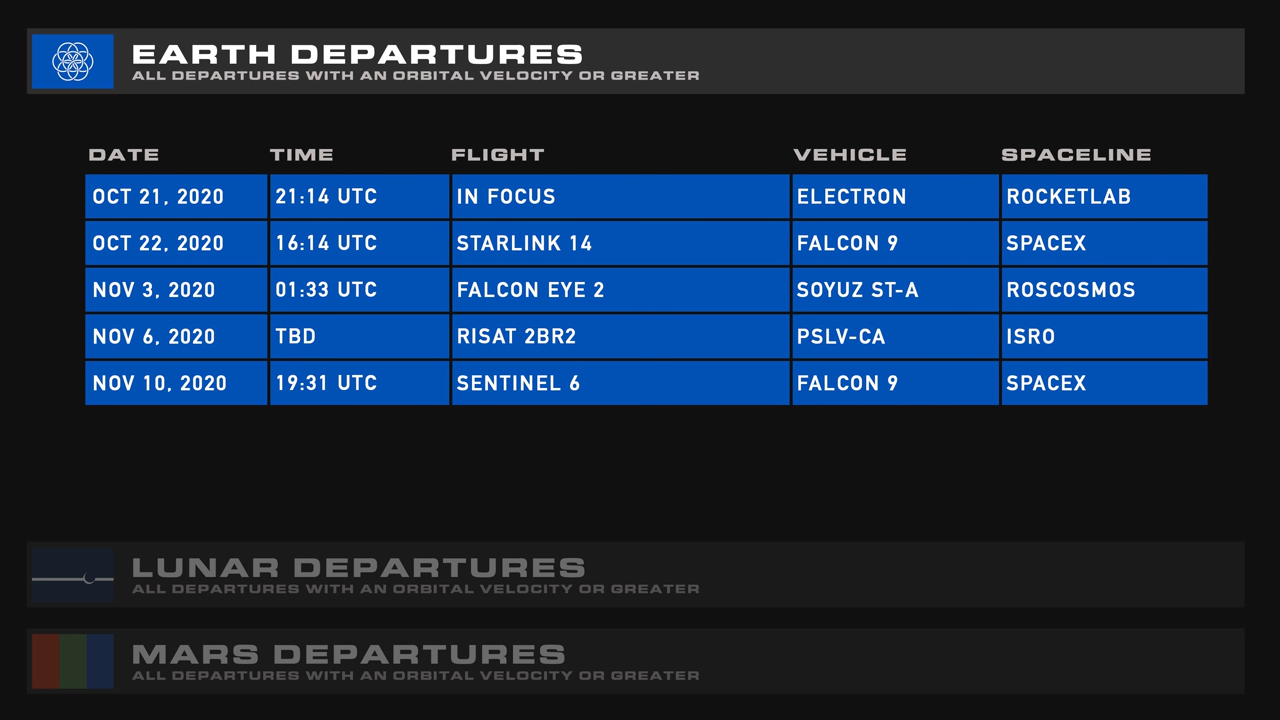 EARTH DEPARTURES
ALL DEPARTURES WITH AN ORBITAL VELOCITY OR GREATER
DATE TIME FLIGHT VEHICLE SPACELINE
OCT 21, 2020 21:14 UTC IN FOCUS ELECTRON ROCKETLAB
OCT 22, 2020 16:14 UTC STARLINK 14 FALCON 9 SPACEX
NOV 3, 2020 01:33 UTC FALCON EYE 2 SOYUZ ST-A ROSCOSMOS
NOV 6, 2020 TBD RISAT 2BR2 PSLV-CA ISRO
NOV 10, 2020 19:31 UTC SENTINEL 6 FALCON 9 SPACEX
LUNAR DEPARTURES
ALL DEPARTURES WITH AN ORBITAL VELOCITY OR GREATER
MARS DEPARTURES
ALL DEPARTURES WITH AN ORBITAL VELOCITY OR GREATER